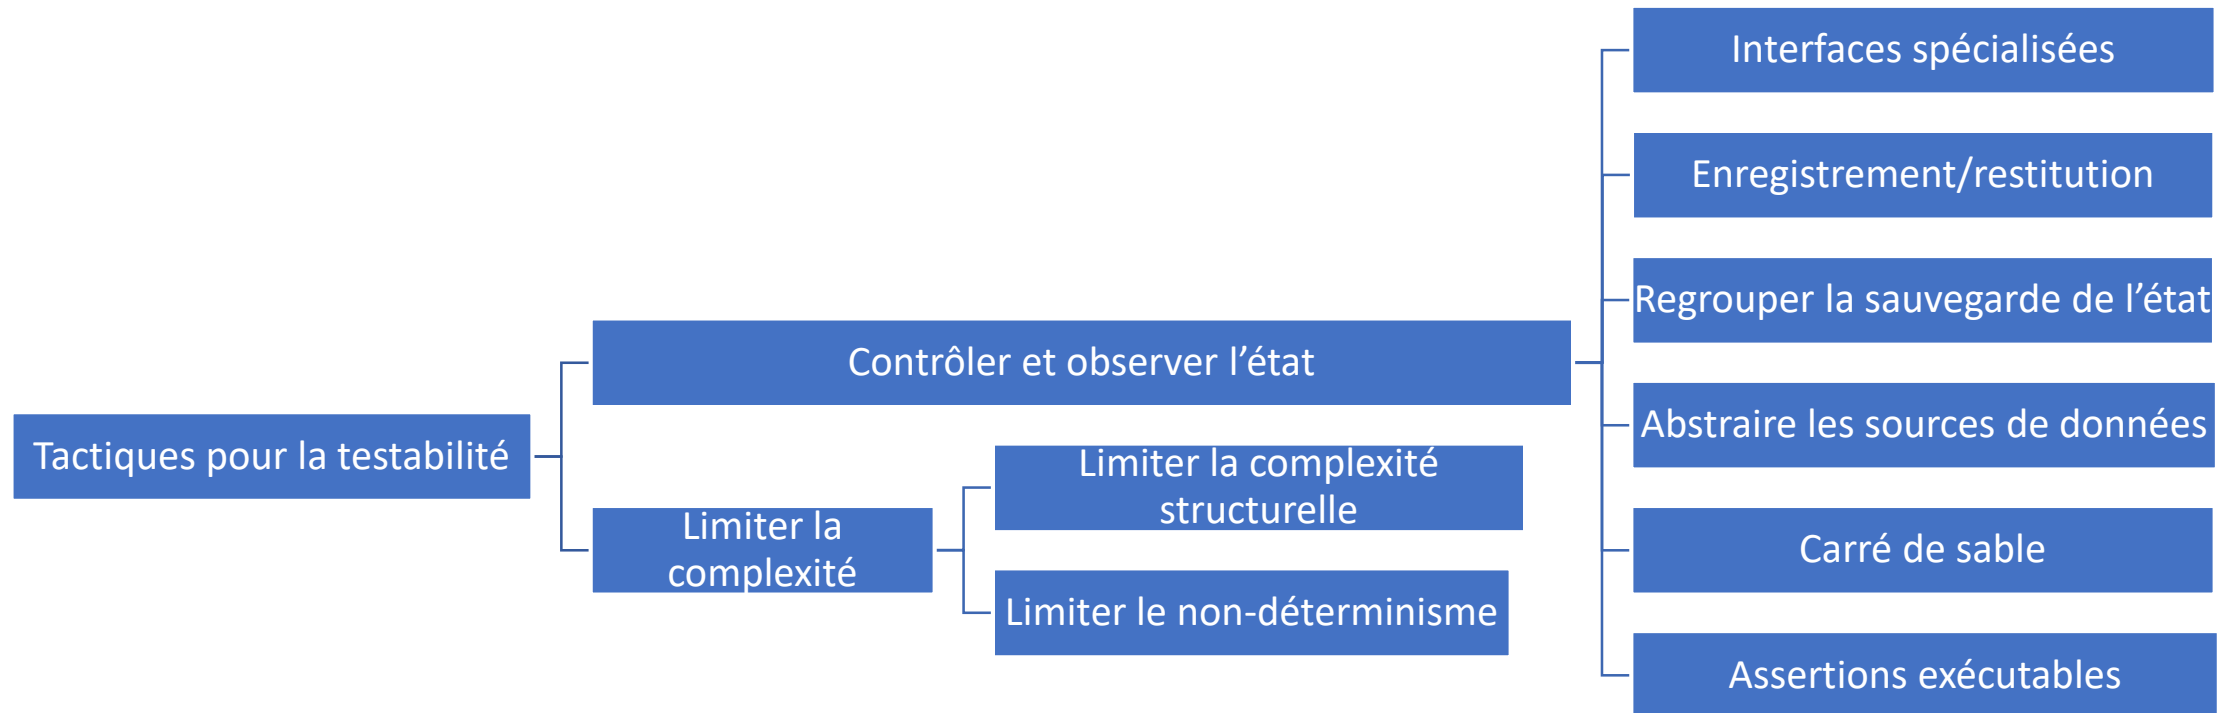 Tactiques pour la testabilité
Contrôler et observer l’état
Interfaces spécialisées
Enregistrement/restitution
Regrouper la sauvegarde de l’état
Abstraire les sources de données
Carré de sable
Assertions exécutables
Limiter la
complexité
Limiter la complexité
structurelle
Limiter le non-déterminisme